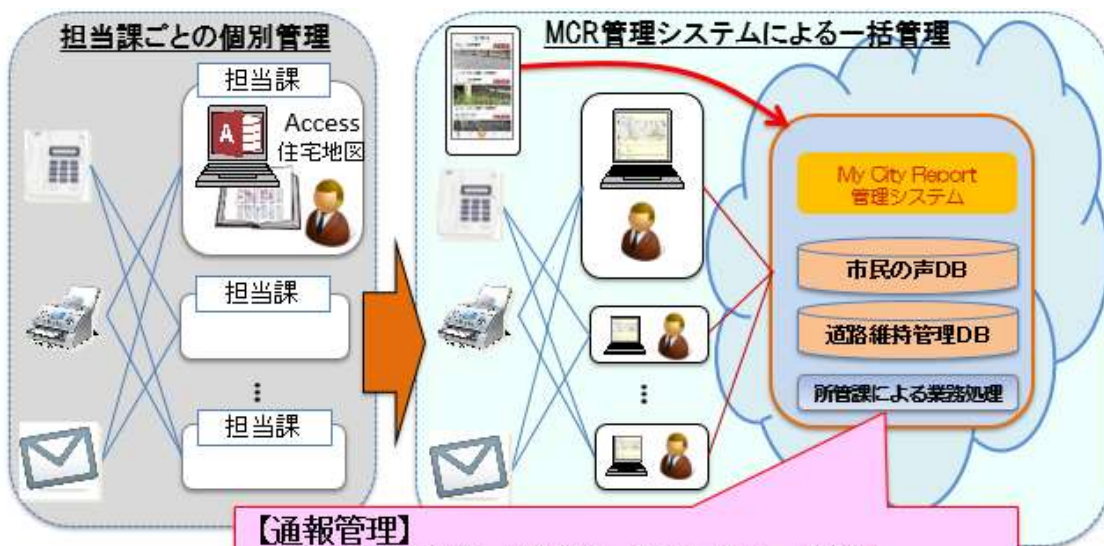 担当課ごとの個別管理
担当課
A
Access
住宅地図
担当課
⋮
担当課
MCR管理システムによる一括管理
⋮
My City Report
管理システム
市民の声DB
道路維持管理DB
所管課による業務処理
【通報管理】